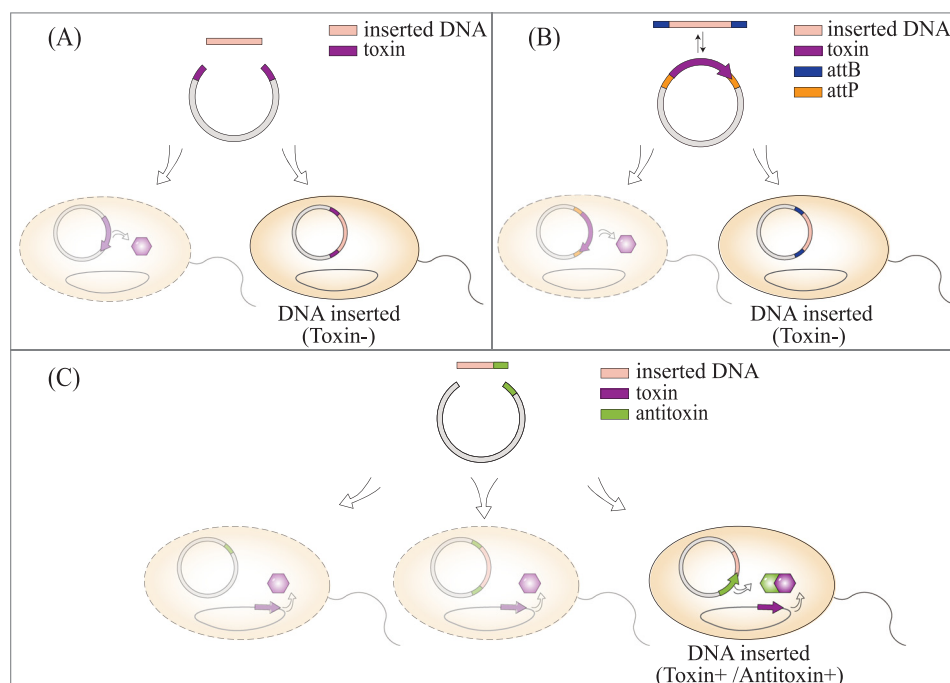 (A)
inserted DNA
toxin
DNA inserted
(Toxin-)
(B)
inserted DNA
toxin
attB
attP
DNA inserted
(Toxin-)
(C)
inserted DNA
toxin
antitoxin
DNA inserted
(Toxin+ /Antitoxin+)